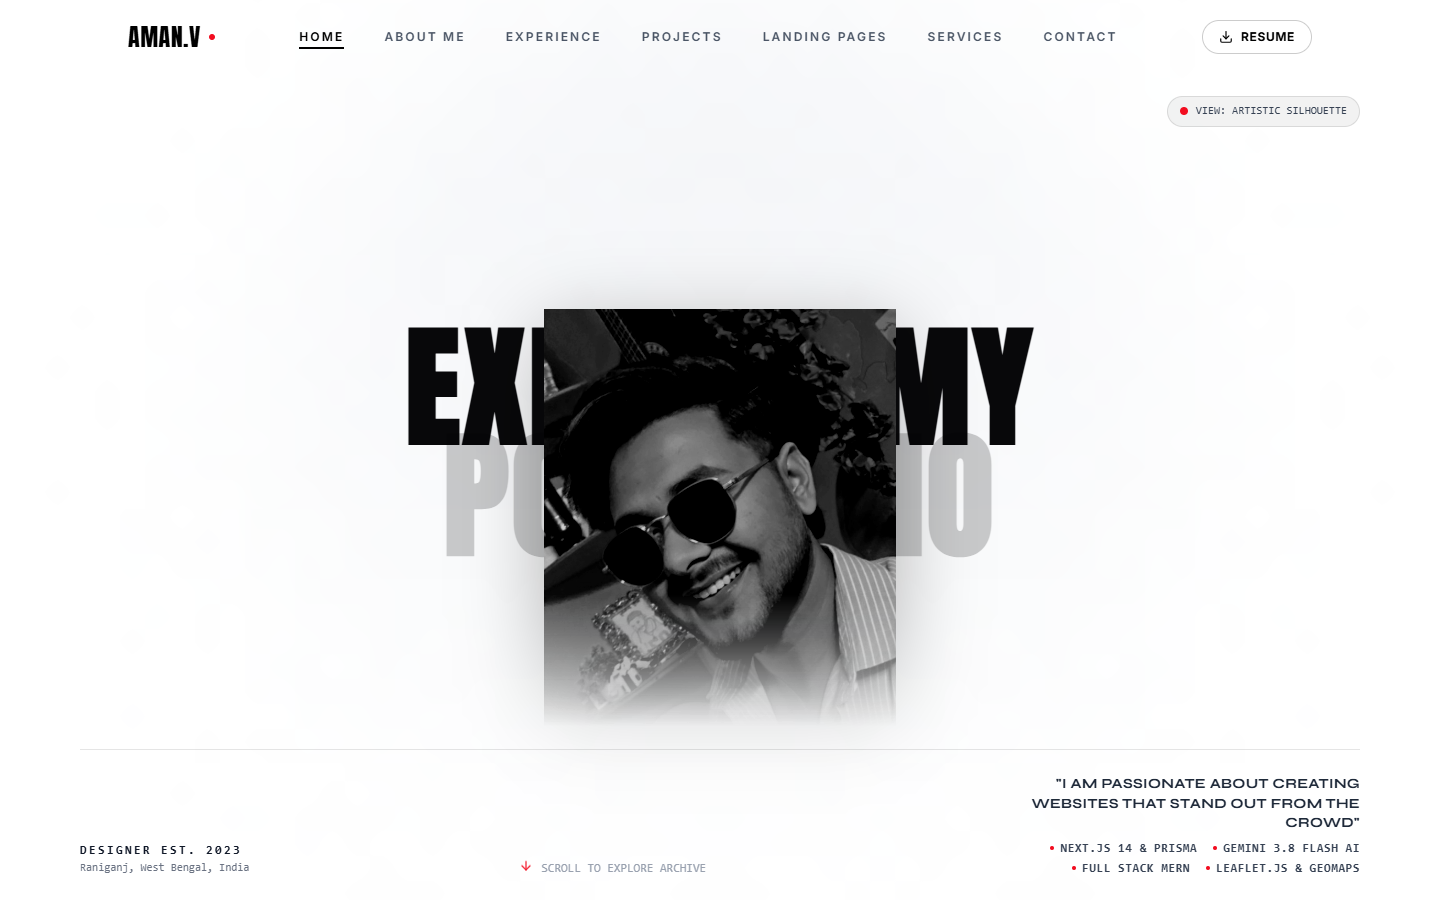 AMAN.V
HOME ABOUT ME EXPERIENCE PROJECTS LANDING PAGES SERVICES CONTACT
RESUME
VIEW: ARTISTIC SILHOUETTE
MY
"I AM PASSIONATE ABOUT CREATING
WEBSITES THAT STAND OUT FROM THE
CROWD"
DESIGNER EST. 2023
Raniganj, West Bengal, India
SCROLL TO EXPLORE ARCHIVE
NEXT.JS 14 & PRISMA GEMINI 3.8 FLASH AI
FULL STACK MERN LEAFLET.JS & GEOMAPS